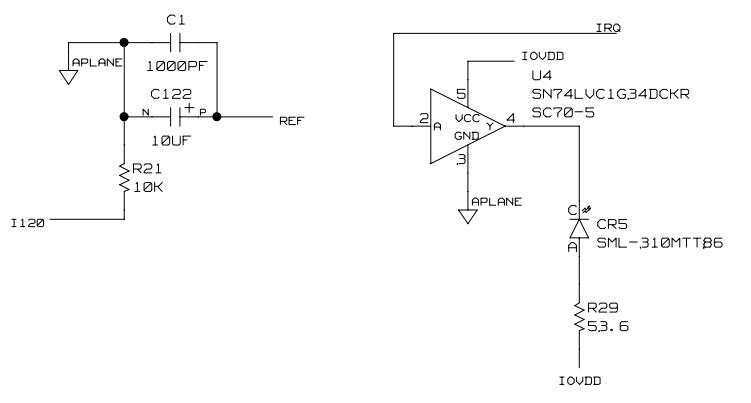 C1
APLANE
1000PF
C122
N
+
P
REF
10UF
R21
10K
I120
IRQ
IOVDD
U4
SN74LVC1G34DCKR
SC70-5
5
VCC
2
A
Y
4
GND
3
APLANE
C
CR5
SML-310MTT86
A
R29
53.6
IOVDD